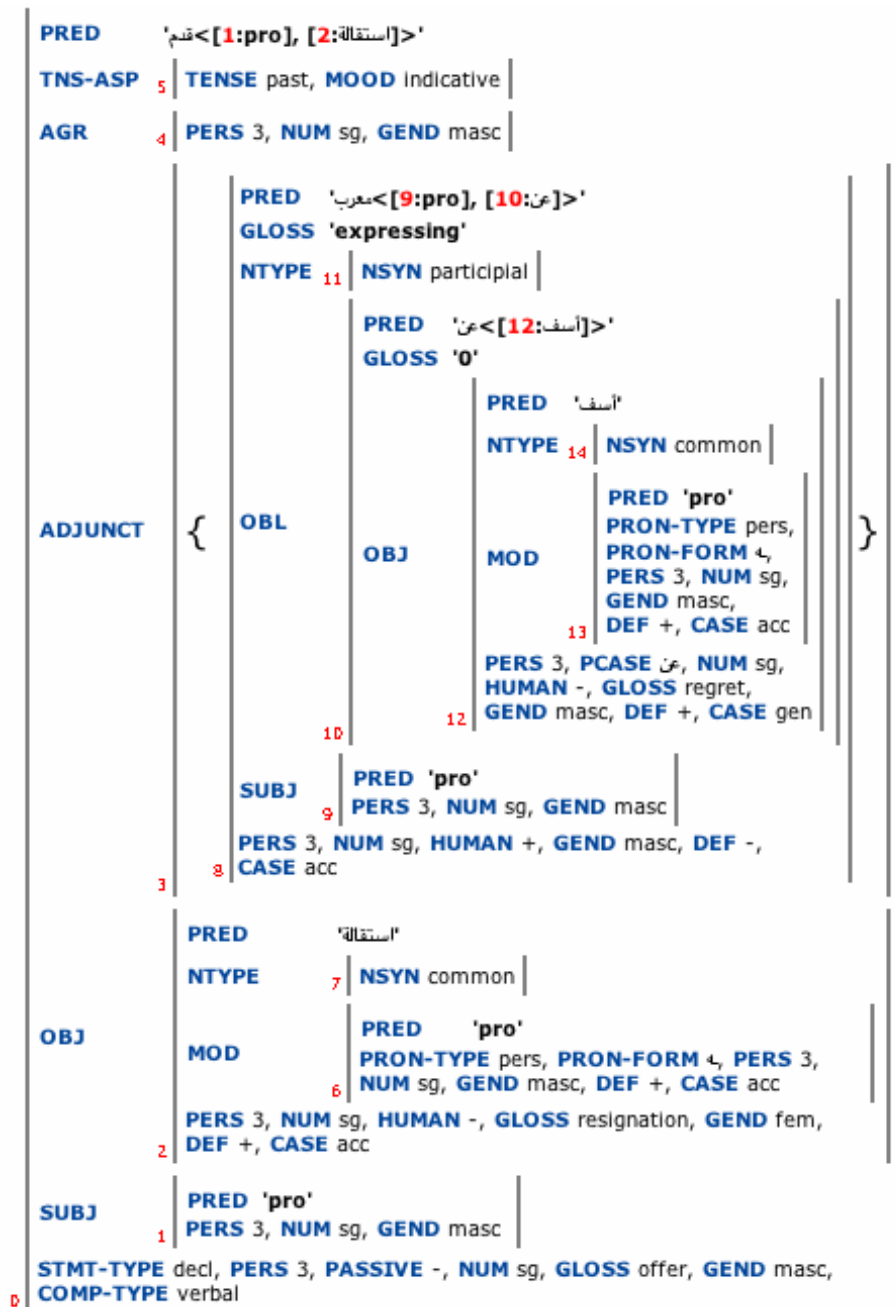 PRED 'قدم<[1:pro], [2:استقالة]>'
TNS-ASP 5 TENSE past, MOOD indicative
AGR 4 PERS 3, NUM sg, GEND masc
PRED 'معرب<[9:pro], [10:عن]>'
GLOSS 'expressing'
NTYPE 11 NSYN participial
PRED 'عن<[12:أسف]>'
GLOSS '0'
PRED 'أسف'
NTYPE 14 NSYN common
PRED 'pro'
PRON-TYPE pers,
ADJUNCT { OBL OBJ MOD PRON-FORM ـه, }
PERS 3, NUM sg,
GEND masc,
13 DEF +, CASE acc
PERS 3, PCASE عن, NUM sg,
HUMAN -, GLOSS regret,
10 12 GEND masc, DEF +, CASE gen
PRED 'pro'
SUBJ 9 PERS 3, NUM sg, GEND masc
PERS 3, NUM sg, HUMAN +, GEND masc, DEF -,
3 8 CASE acc
PRED 'استقالة'
NTYPE 7 NSYN common
PRED 'pro'
OBJ MOD PRON-TYPE pers, PRON-FORM ـه, PERS 3,
6 NUM sg, GEND masc, DEF +, CASE acc
PERS 3, NUM sg, HUMAN -, GLOSS resignation, GEND fem,
2 DEF +, CASE acc
PRED 'pro'
SUBJ 1 PERS 3, NUM sg, GEND masc
STMT-TYPE decl, PERS 3, PASSIVE -, NUM sg, GLOSS offer, GEND masc,
0 COMP-TYPE verbal